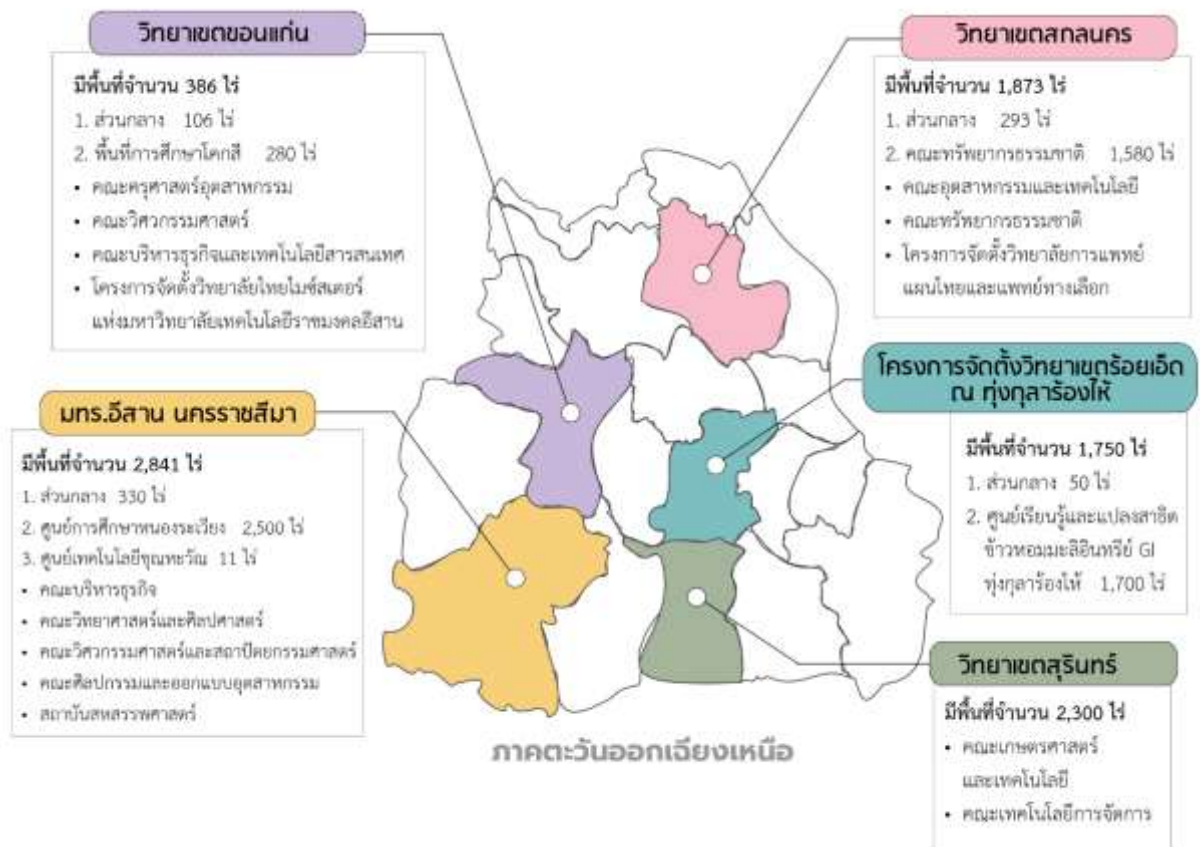 วิทยาเขตขอนแก่น
มีพื้นที่จำนวน 386 ไร่
1. ส่วนกลาง 106 ไร่
2. พื้นที่การศึกษาโคกสี 280 ไร่
• คณะครุศาสตร์อุตสาหกรรม
• คณะวิศวกรรมศาสตร์
• คณะบริหารธุรกิจและเทคโนโลยีสารสนเทศ
• โครงการจัดตั้งวิทยาลัยไทยไมซ์สเตอร์
แห่งมหาวิทยาลัยเทคโนโลยีราชมงคลอีสาน
วิทยาเขตสกลนคร
มีพื้นที่จำนวน 1,873 ไร่
1. ส่วนกลาง 293 ไร่
2. คณะทรัพยากรธรรมชาติ 1,580 ไร่
• คณะอุตสาหกรรมและเทคโนโลยี
• คณะทรัพยากรธรรมชาติ
• โครงการจัดตั้งวิทยาลัยการแพทย์
แผนไทยและแพทย์ทางเลือก
มทร.อีสาน นครราชสีมา
มีพื้นที่จำนวน 2,841 ไร่
1. ส่วนกลาง 330 ไร่
2. ศูนย์การศึกษาหนองระเวียง 2,500 ไร่
3. ศูนย์เทคโนโลยีขุณทะวัณ 11 ไร่
• คณะบริหารธุรกิจ
• คณะวิทยาศาสตร์และศิลปศาสตร์
• คณะวิศวกรรมศาสตร์และสถาปัตยกรรมศาสตร์
• คณะศิลปกรรมและออกแบบอุตสาหกรรม
• สถาบันสหสรรพศาสตร์
โครงการจัดตั้งวิทยาเขตร้อยเอ็ด
ณ ทุ่งกุลาร้องไห้
มีพื้นที่จำนวน 1,750 ไร่
1. ส่วนกลาง 50 ไร่
2. ศูนย์เรียนรู้และแปลงสาธิต
ข้าวหอมมะลิอินทรีย์ GI
ทุ่งกุลาร้องไห้ 1,700 ไร่
วิทยาเขตสุรินทร์
มีพื้นที่จำนวน 2,300 ไร่
• คณะเกษตรศาสตร์
และเทคโนโลยี
• คณะเทคโนโลยีการจัดการ
ภาคตะวันออกเฉียงเหนือ